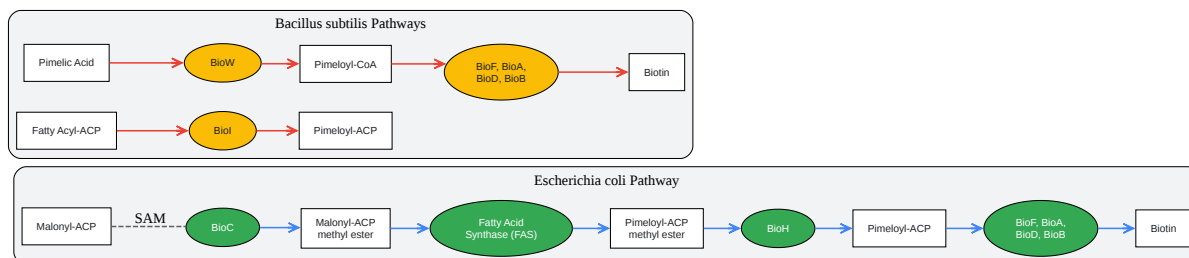 Bacillus subtilis Pathways
Pimelic Acid
BioW
Pimeloyl-CoA
BioF, BioA,
BioD, BioB
Biotin
Fatty Acyl-ACP
BioI
Pimeloyl-ACP
Escherichia coli Pathway
Malonyl-ACP
SAM
BioC
Malonyl-ACP
methyl ester
Fatty Acid
Synthase (FAS)
Pimeloyl-ACP
methyl ester
BioH
Pimeloyl-ACP
BioF, BioA,
BioD, BioB
Biotin